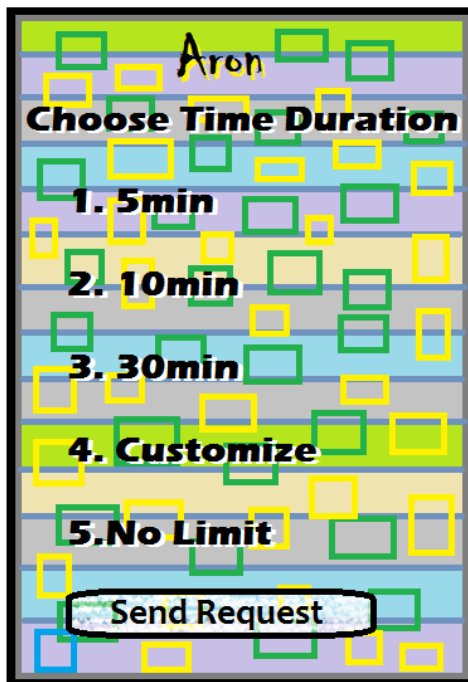 Aron
Choose Time Duration
1. 5min
2. 10min
3. 30min
4. Customize
5.No Limit
Send Request